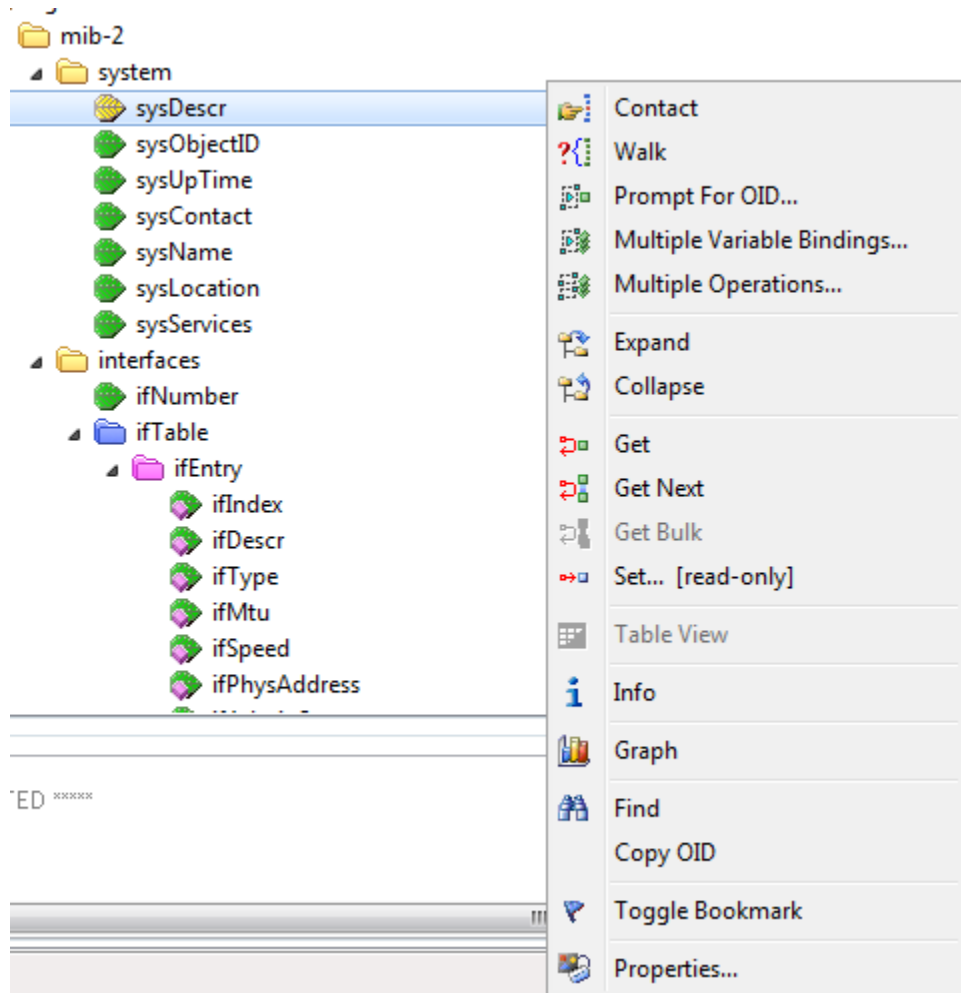 mib-2
system
sysDescr
sysObjectID
sysUpTime
sysContact
sysName
sysLocation
sysServices
interfaces
ifNumber
ifTable
ifEntry
ifIndex
ifDescr
ifType
ifMtu
ifSpeed
ifPhysAddress
TED *****
Contact
Walk
Prompt For OID...
Multiple Variable Bindings...
Multiple Operations...
Expand
Collapse
Get
Get Next
Get Bulk
Set... [read-only]
Table View
Info
Graph
Find
Copy OID
Toggle Bookmark
Properties...